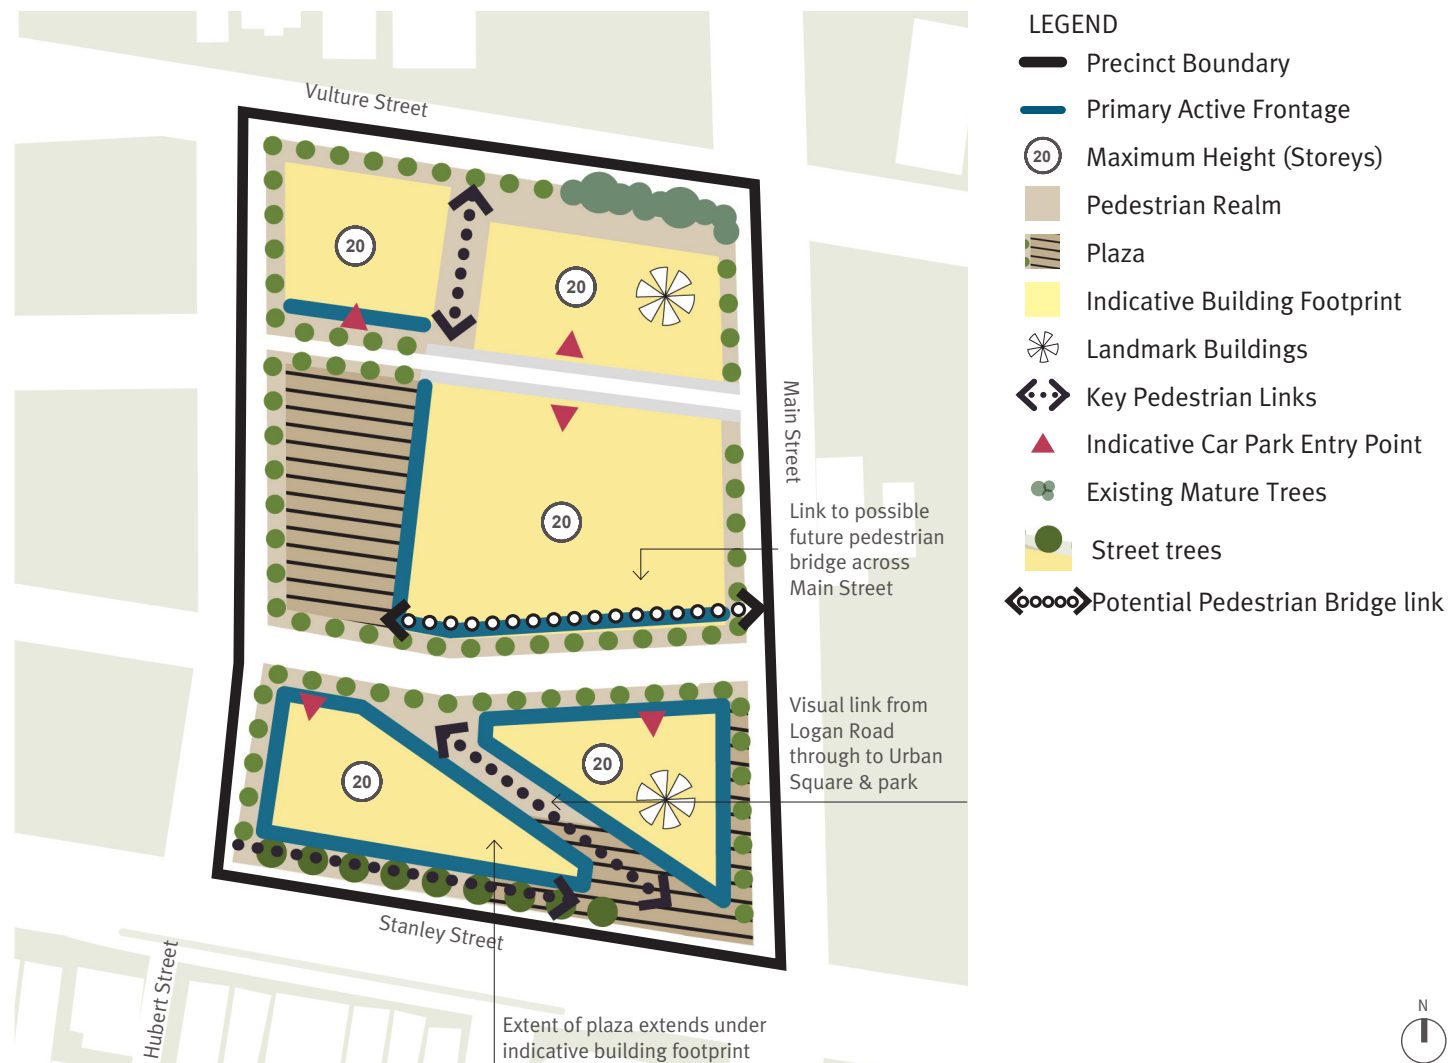 LEGEND
Precinct Boundary
Primary Active Frontage
20 Maximum Height (Storeys)
Pedestrian Realm
Plaza
Indicative Building Footprint
Landmark Buildings
Key Pedestrian Links
Indicative Car Park Entry Point
Existing Mature Trees
Street trees
Potential Pedestrian Bridge link
Vulture Street
20
20
Main Street
20
Link to possible
future pedestrian
bridge across
Main Street
Visual link from
Logan Road
through to Urban
Square & park
20
20
Stanley Street
Hubert Street
Extent of plaza extends under
indicative building footprint
N